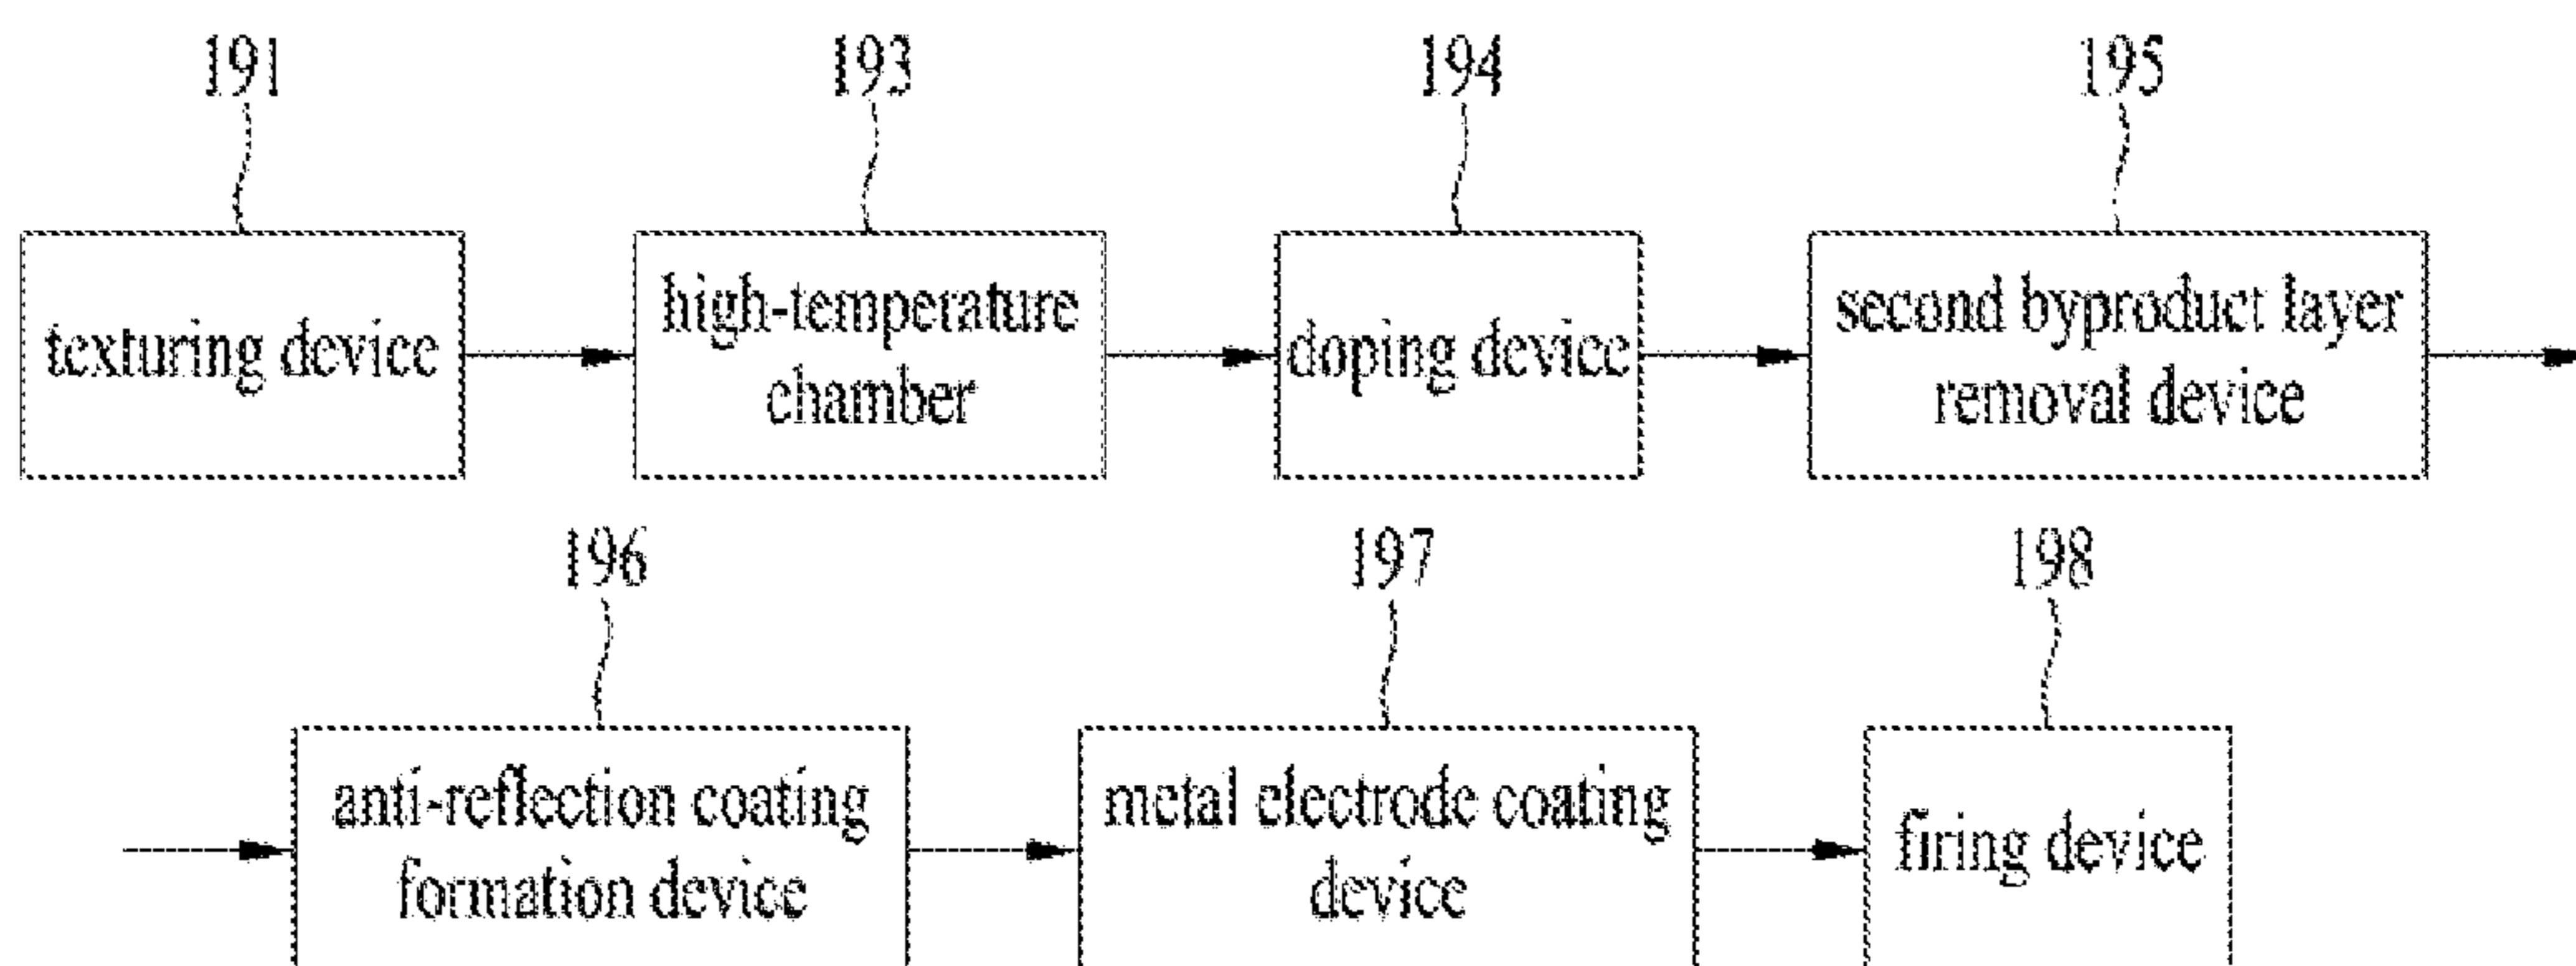 191
193
194
195
texturing device
high-temperature
chamber
doping device
second byproduct layer
removal device
196
197
198
anti-reflection coating
formation device
metal electrode coating
device
firing device